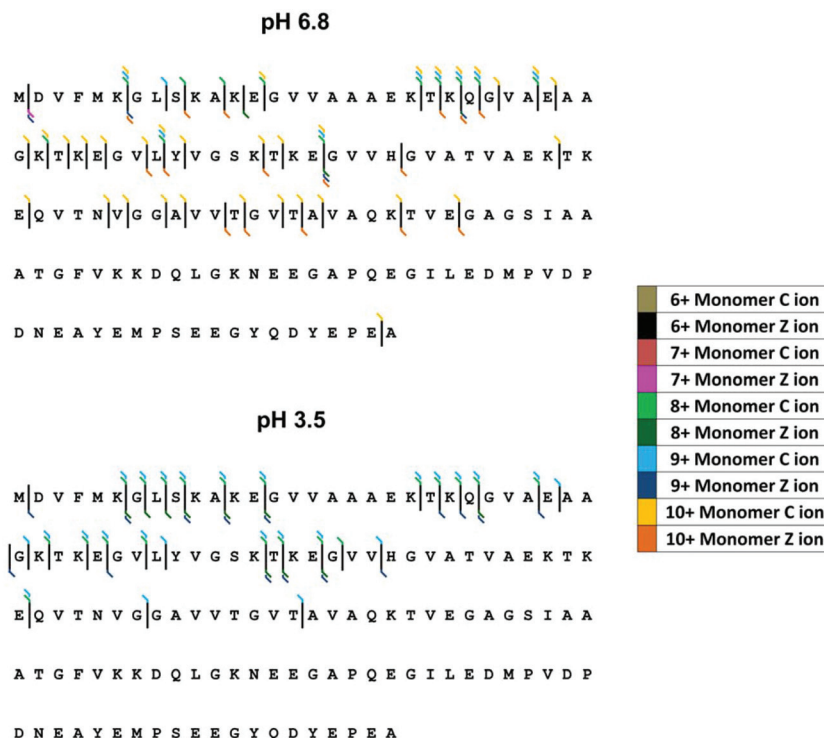 pH 6.8
M D V F M K G L S K A K E G V V A A A E K T K Q G V A E A A
G K T K E G V L Y V G S K T K E G V V H G V A T V A E K T K
E Q V T N V G G A V V T G V T A V A Q K T V E G A G S I A A
A T G F V K K D Q L G K N E E G A P Q E G I L E D M P V D P
D N E A Y E M P S E E G Y Q D Y E P E A
pH 3.5
M D V F M K G L S K A K E G V V A A A E K T K Q G V A E A A
G K T K E G V L Y V G S K T K E G V V H G V A T V A E K T K
E Q V T N V G G A V V T G V T A V A Q K T V E G A G S I A A
A T G F V K K D Q L G K N E E G A P Q E G I L E D M P V D P
D N E A Y E M P S E E G Y O D Y E P E A
6+ Monomer C ion
6+ Monomer Z ion
7+ Monomer C ion
7+ Monomer Z ion
8+ Monomer C ion
8+ Monomer Z ion
9+ Monomer C ion
9+ Monomer Z ion
10+ Monomer C ion
10+ Monomer Z ion